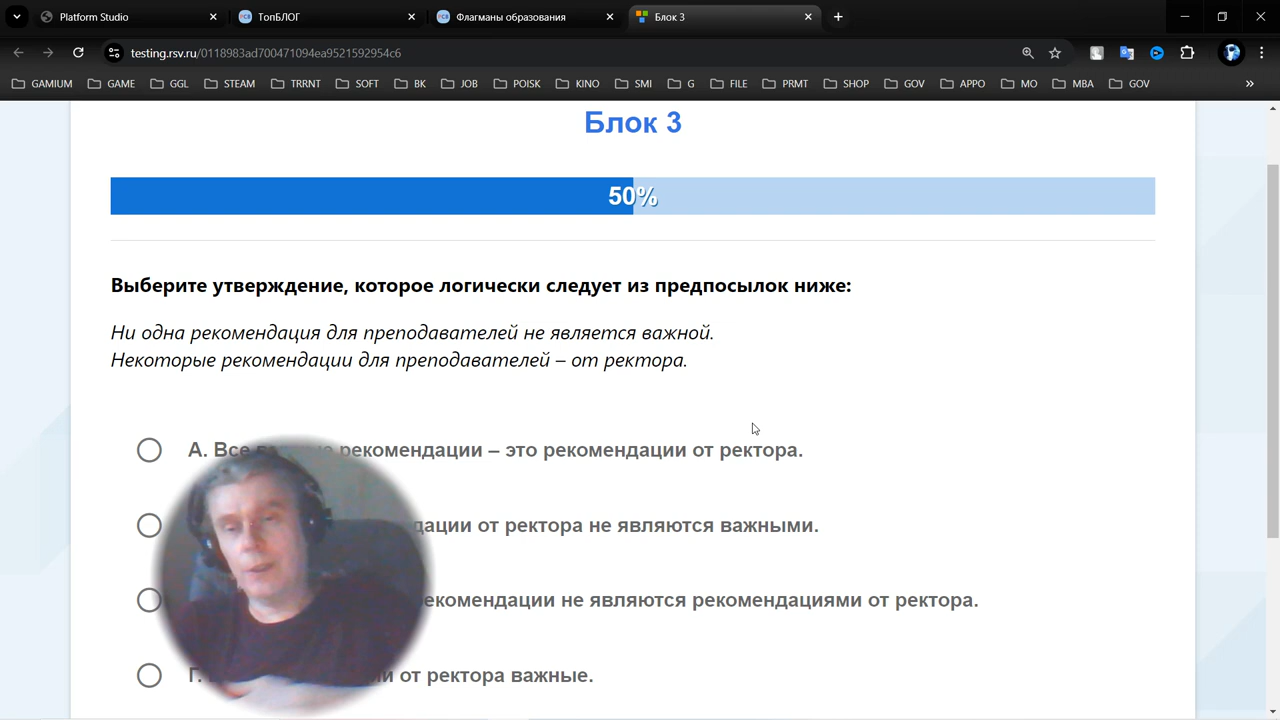 Platform Studio
ТопБЛОГ
Флагманы образования
Блок 3
testing.rsv.ru/0118983ad700471094ea9521592954c6
GAMIUM GAME GGL STEAM TRRNT SOFT BK JOB POISK KINO SMI G FILE PRMT SHOP GOV APPO MO MBA GOV
Блок 3
50%
Выберите утверждение, которое логически следует из предпосылок ниже:
Ни одна рекомендация для преподавателей не является важной.
Некоторые рекомендации для преподавателей – от ректора.
А. Все рекомендации – это рекомендации от ректора.
от ректора не являются важными.
рекомендации не являются рекомендациями от ректора.
Г. от ректора важные.